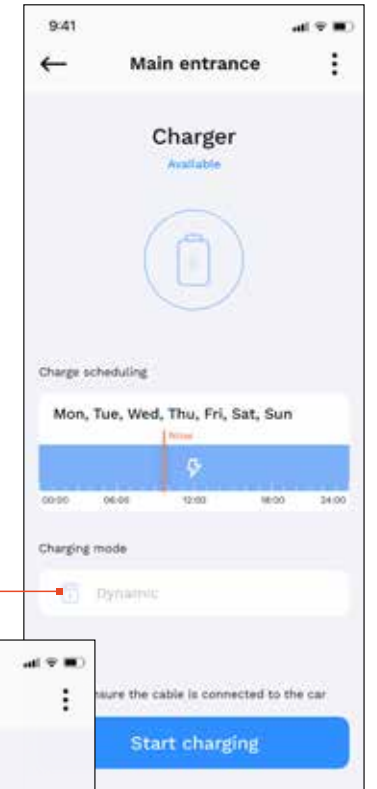 9:41
Main entrance
Charger
Available
Charge scheduling
Mon, Tue, Wed, Thu, Fri, Sat, Sun
Now
00:00 06:00 12:00 18:00 24:00
Charging mode
Dynamic
the cable is connected to the car
Start charging